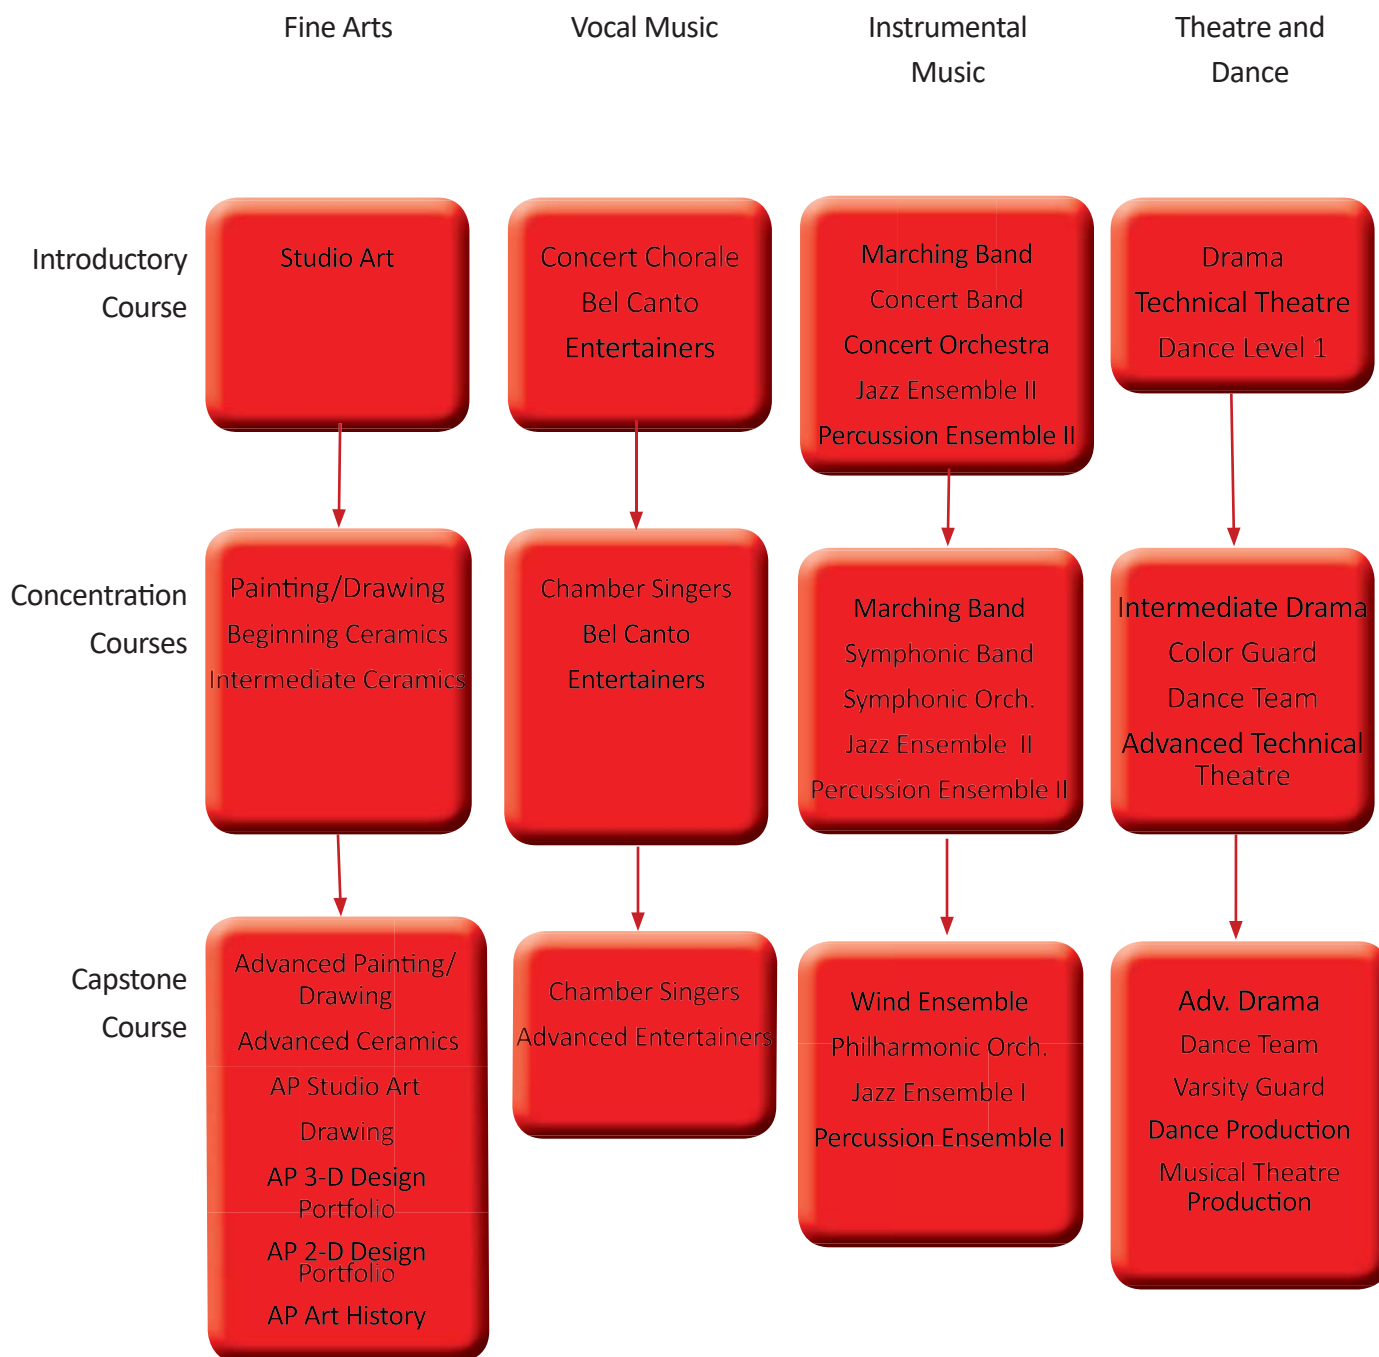 Fine Arts
Vocal Music
Instrumental
Music
Theatre and
Dance
Introductory
Course
Studio Art
Concert Chorale
Bel Canto
Entertainers
Marching Band
Concert Band
Concert Orchestra
Jazz Ensemble II
Percussion Ensemble II
Drama
Technical Theatre
Dance Level 1
Concentration
Courses
Painting/Drawing
Beginning Ceramics
Intermediate Ceramics
Chamber Singers
Bel Canto
Entertainers
Marching Band
Symphonic Band
Symphonic Orch.
Jazz Ensemble  II
Percussion Ensemble II
Intermediate Drama
Color Guard
Dance Team
Advanced Technical
Theatre
Capstone
Course
Advanced Painting/
Drawing
Advanced Ceramics
AP Studio Art
Drawing
AP 3-D Design
Portfolio
AP 2-D Design
Portfolio
AP Art History
Chamber Singers
Advanced Entertainers
Wind Ensemble
Philharmonic Orch.
Jazz Ensemble I
Percussion Ensemble I
Adv. Drama
Dance Team
Varsity Guard
Dance Production
Musical Theatre
Production